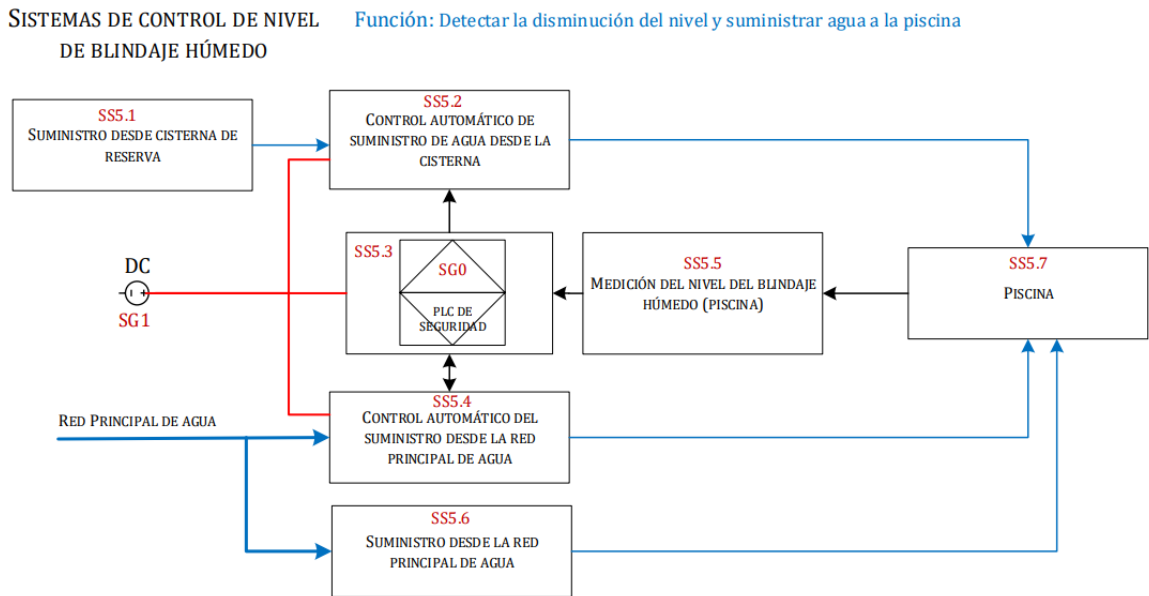 SISTEMAS DE CONTROL DE NIVEL
DE BLINDAJE HÚMEDO
Función: Detectar la disminución del nivel y suministrar agua a la piscina
SS5.1
SUMINISTRO DESDE CISTERNA DE
RESERVA
SS5.2
CONTROL AUTOMÁTICO DE
SUMINISTRO DE AGUA DESDE LA
CISTERNA
DC
- +
SG1
SS5.3
SG0
PLC DE
SEGURIDAD
SS5.5
MEDICIÓN DEL NIVEL DEL BLINDAJE
HÚMEDO (PISCINA)
SS5.7
PISCINA
RED PRINCIPAL DE AGUA
SS5.4
CONTROL AUTOMÁTICO DEL
SUMINISTRO DESDE LA RED
PRINCIPAL DE AGUA
SS5.6
SUMINISTRO DESDE LA RED
PRINCIPAL DE AGUA